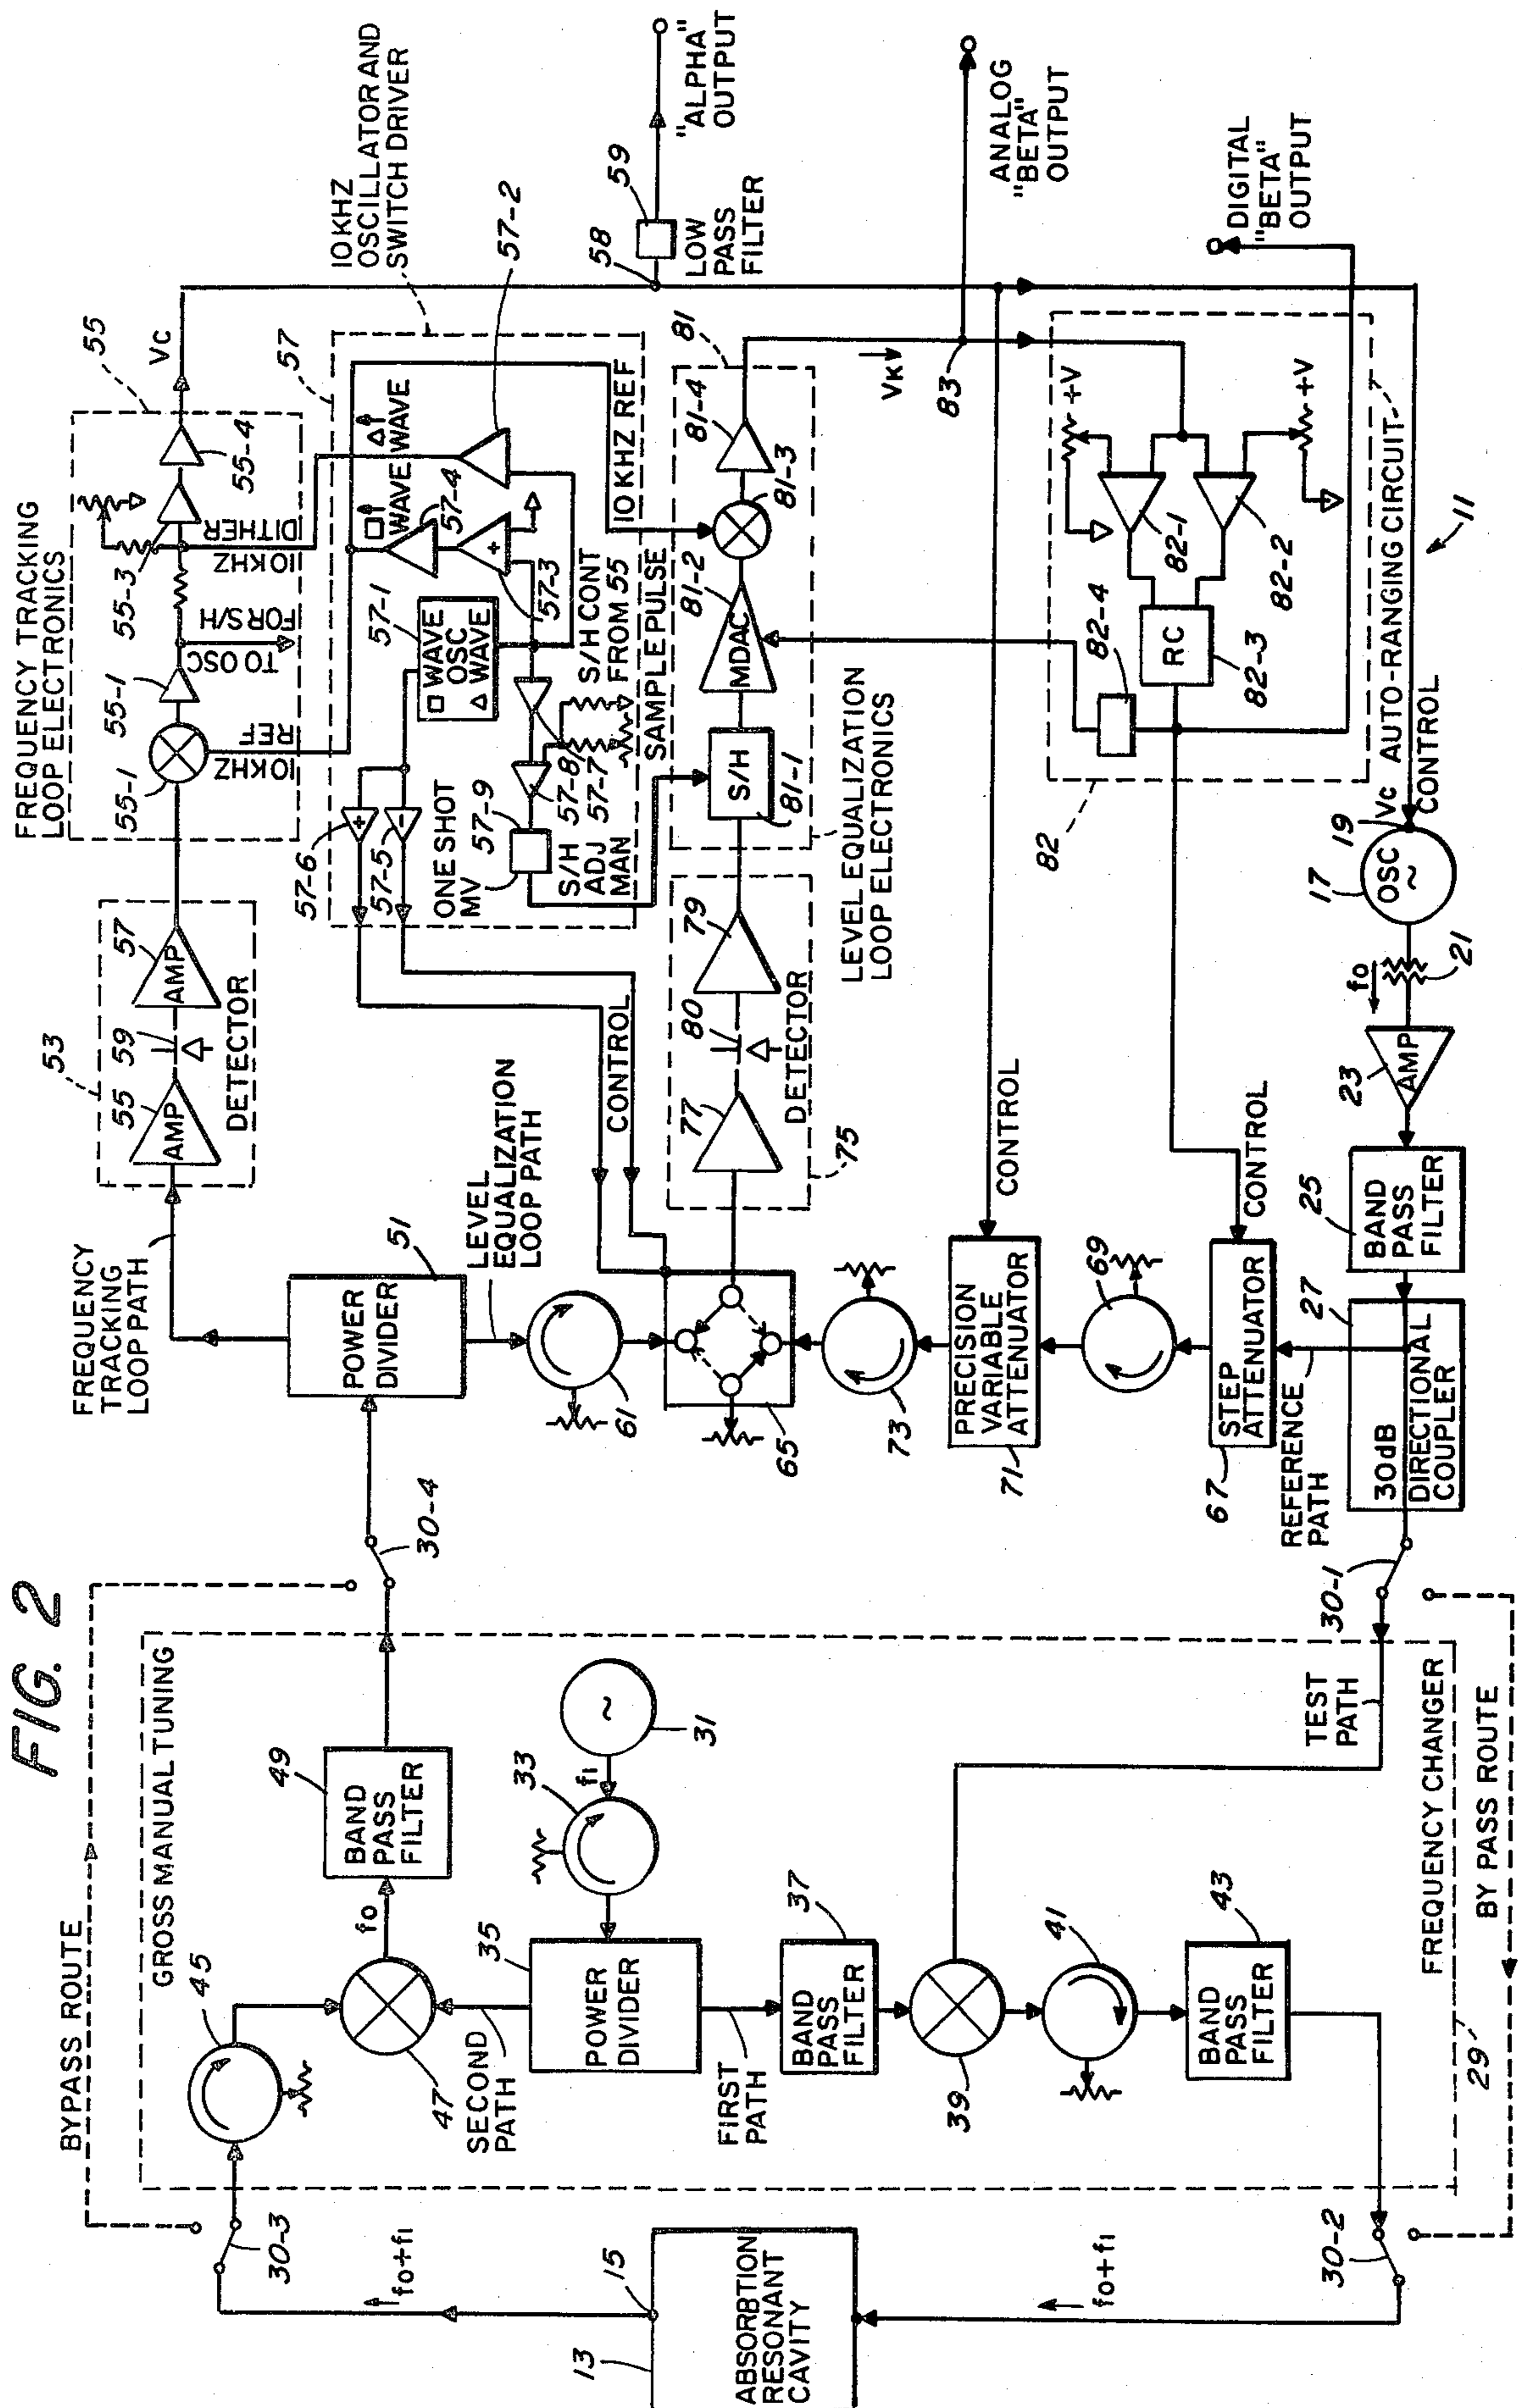 FIG. 2
BYPASS ROUTE
GROSS MANUAL TUNING
30-3
45
47
fo
49
BAND
PASS
FILTER
30-4
SECOND
PATH
35
POWER
DIVIDER
33
f1
31
~
FIRST
PATH
37
BAND
PASS
FILTER
39
41
43
BAND
PASS
FILTER
TEST
PATH
FREQUENCY CHANGER
29
BY PASS ROUTE
30-1
30-2
fo+f1
fo+f1
13
15
ABSORBTION
RESONANT
CAVITY
FREQUENCY
TRACKING
LOOP PATH
POWER
DIVIDER
51
LEVEL
EQUALIZATION
LOOP PATH
61
65
73
PRECISION
VARIABLE
ATTENUATOR
71
69
STEP
ATTENUATOR
67
REFERENCE
PATH
30dB
DIRECTIONAL
COUPLER
27
BAND
PASS
FILTER
25
AMP
23
fo
21
OSC
~
17
19
Vc
CONTROL
CONTROL
CONTROL
CONTROL
53
55
AMP
59
57
AMP
DETECTOR
FREQUENCY TRACKING
LOOP ELECTRONICS
55-1
55-1
10KHZ
REF
TO OSC
FOR S/H
55-3
10KHZ
DITHER
55-4
55
Vc
10KHZ
OSCILLATOR AND
SWITCH DRIVER
57
57-6
+
57-5
-
57-1
□ WAVE
OSC
△ WAVE
□
WAVE
△
WAVE
57-4
57-2
+
57-3
S/H CONT
FROM 55
ONE SHOT
MV
57-9
57-8
57-7
S/H
ADJ
MAN
SAMPLE PULSE
10 KHZ REF
58
59
LOW
PASS
FILTER
"ALPHA"
OUTPUT
75
77
80
79
DETECTOR
S/H
81-1
MDAC
81-2
81-3
81-4
81
LEVEL EQUALIZATION
LOOP ELECTRONICS
VK
83
ANALOG
"BETA"
OUTPUT
82
82-4
RC
82-3
82-1
82-2
+V
+V
AUTO-RANGING CIRCUIT
DIGITAL
"BETA"
OUTPUT
11